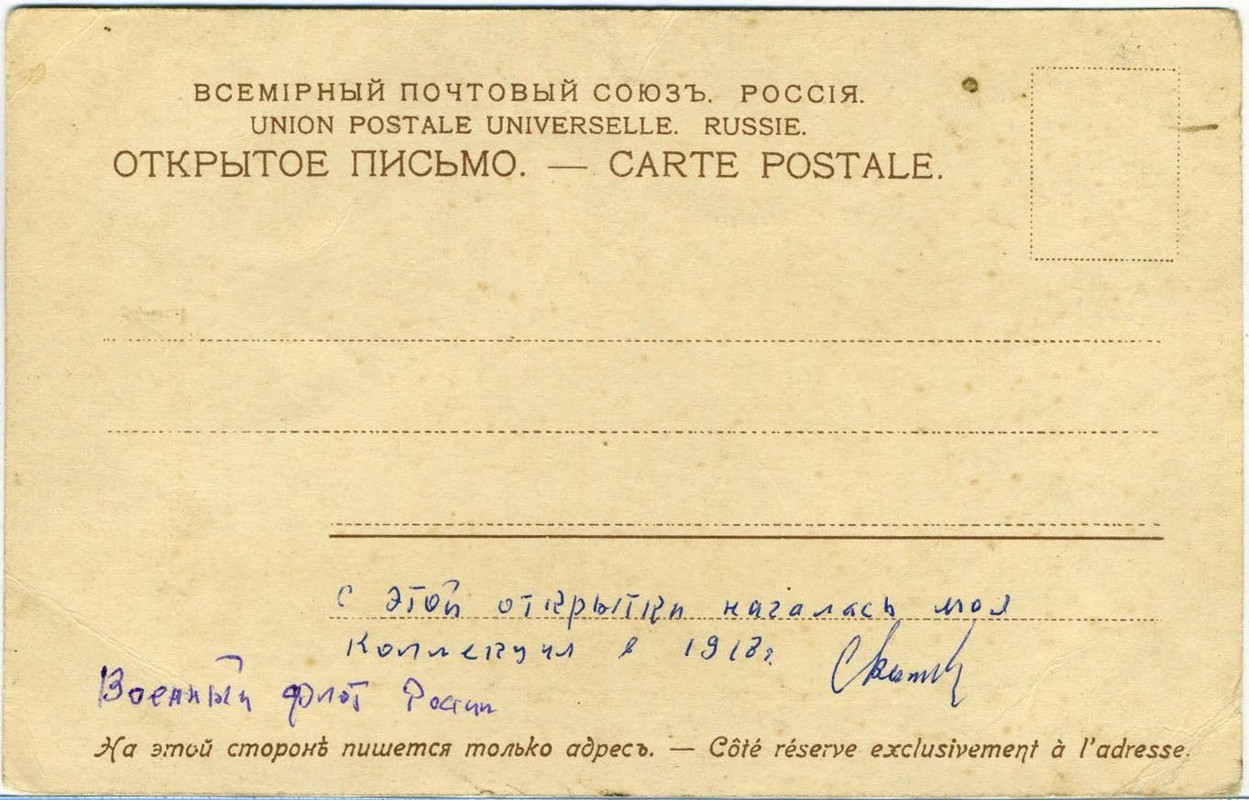 ВСЕМІРНЫЙ ПОЧТОВЫЙ СОЮЗЪ. РОССІЯ.
UNION POSTALE UNIVERSELLE. RUSSIE.
ОТКРЫТОЕ ПИСЬМО. — CARTE POSTALE.
С этой открытки началась моя
коллекция в 1918г.
Военный флот России
На этой сторонѣ пишется только адресъ. — Côté réserve exclusivement à l'adresse.